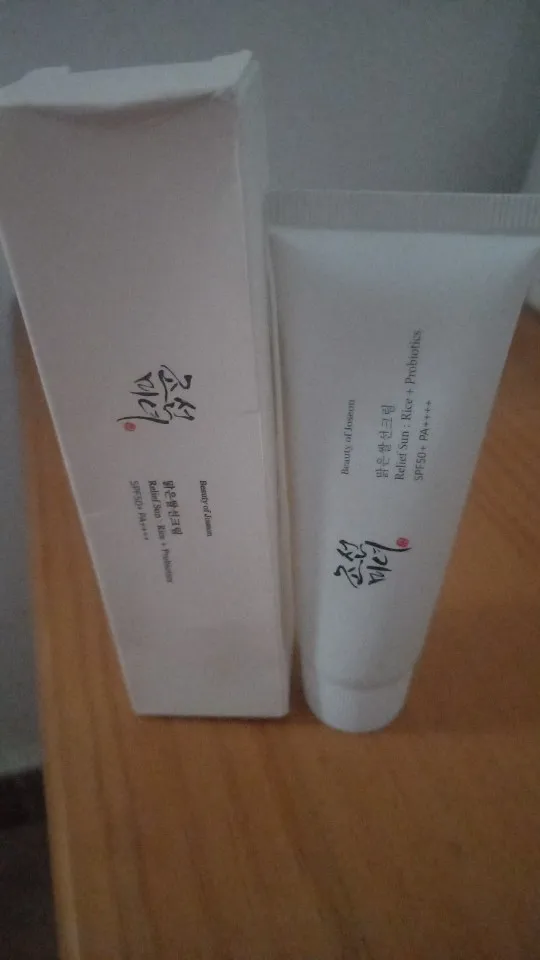 조선
미녀
Beauty of Joseon
맑은쌀선크림
Relief Sun : Rice + Probiotics
SPF50+ PA++++
Beauty of Joseon
맑은쌀선크림
Relief Sun : Rice + Probiotics
SPF50+ PA++++
조선
미녀